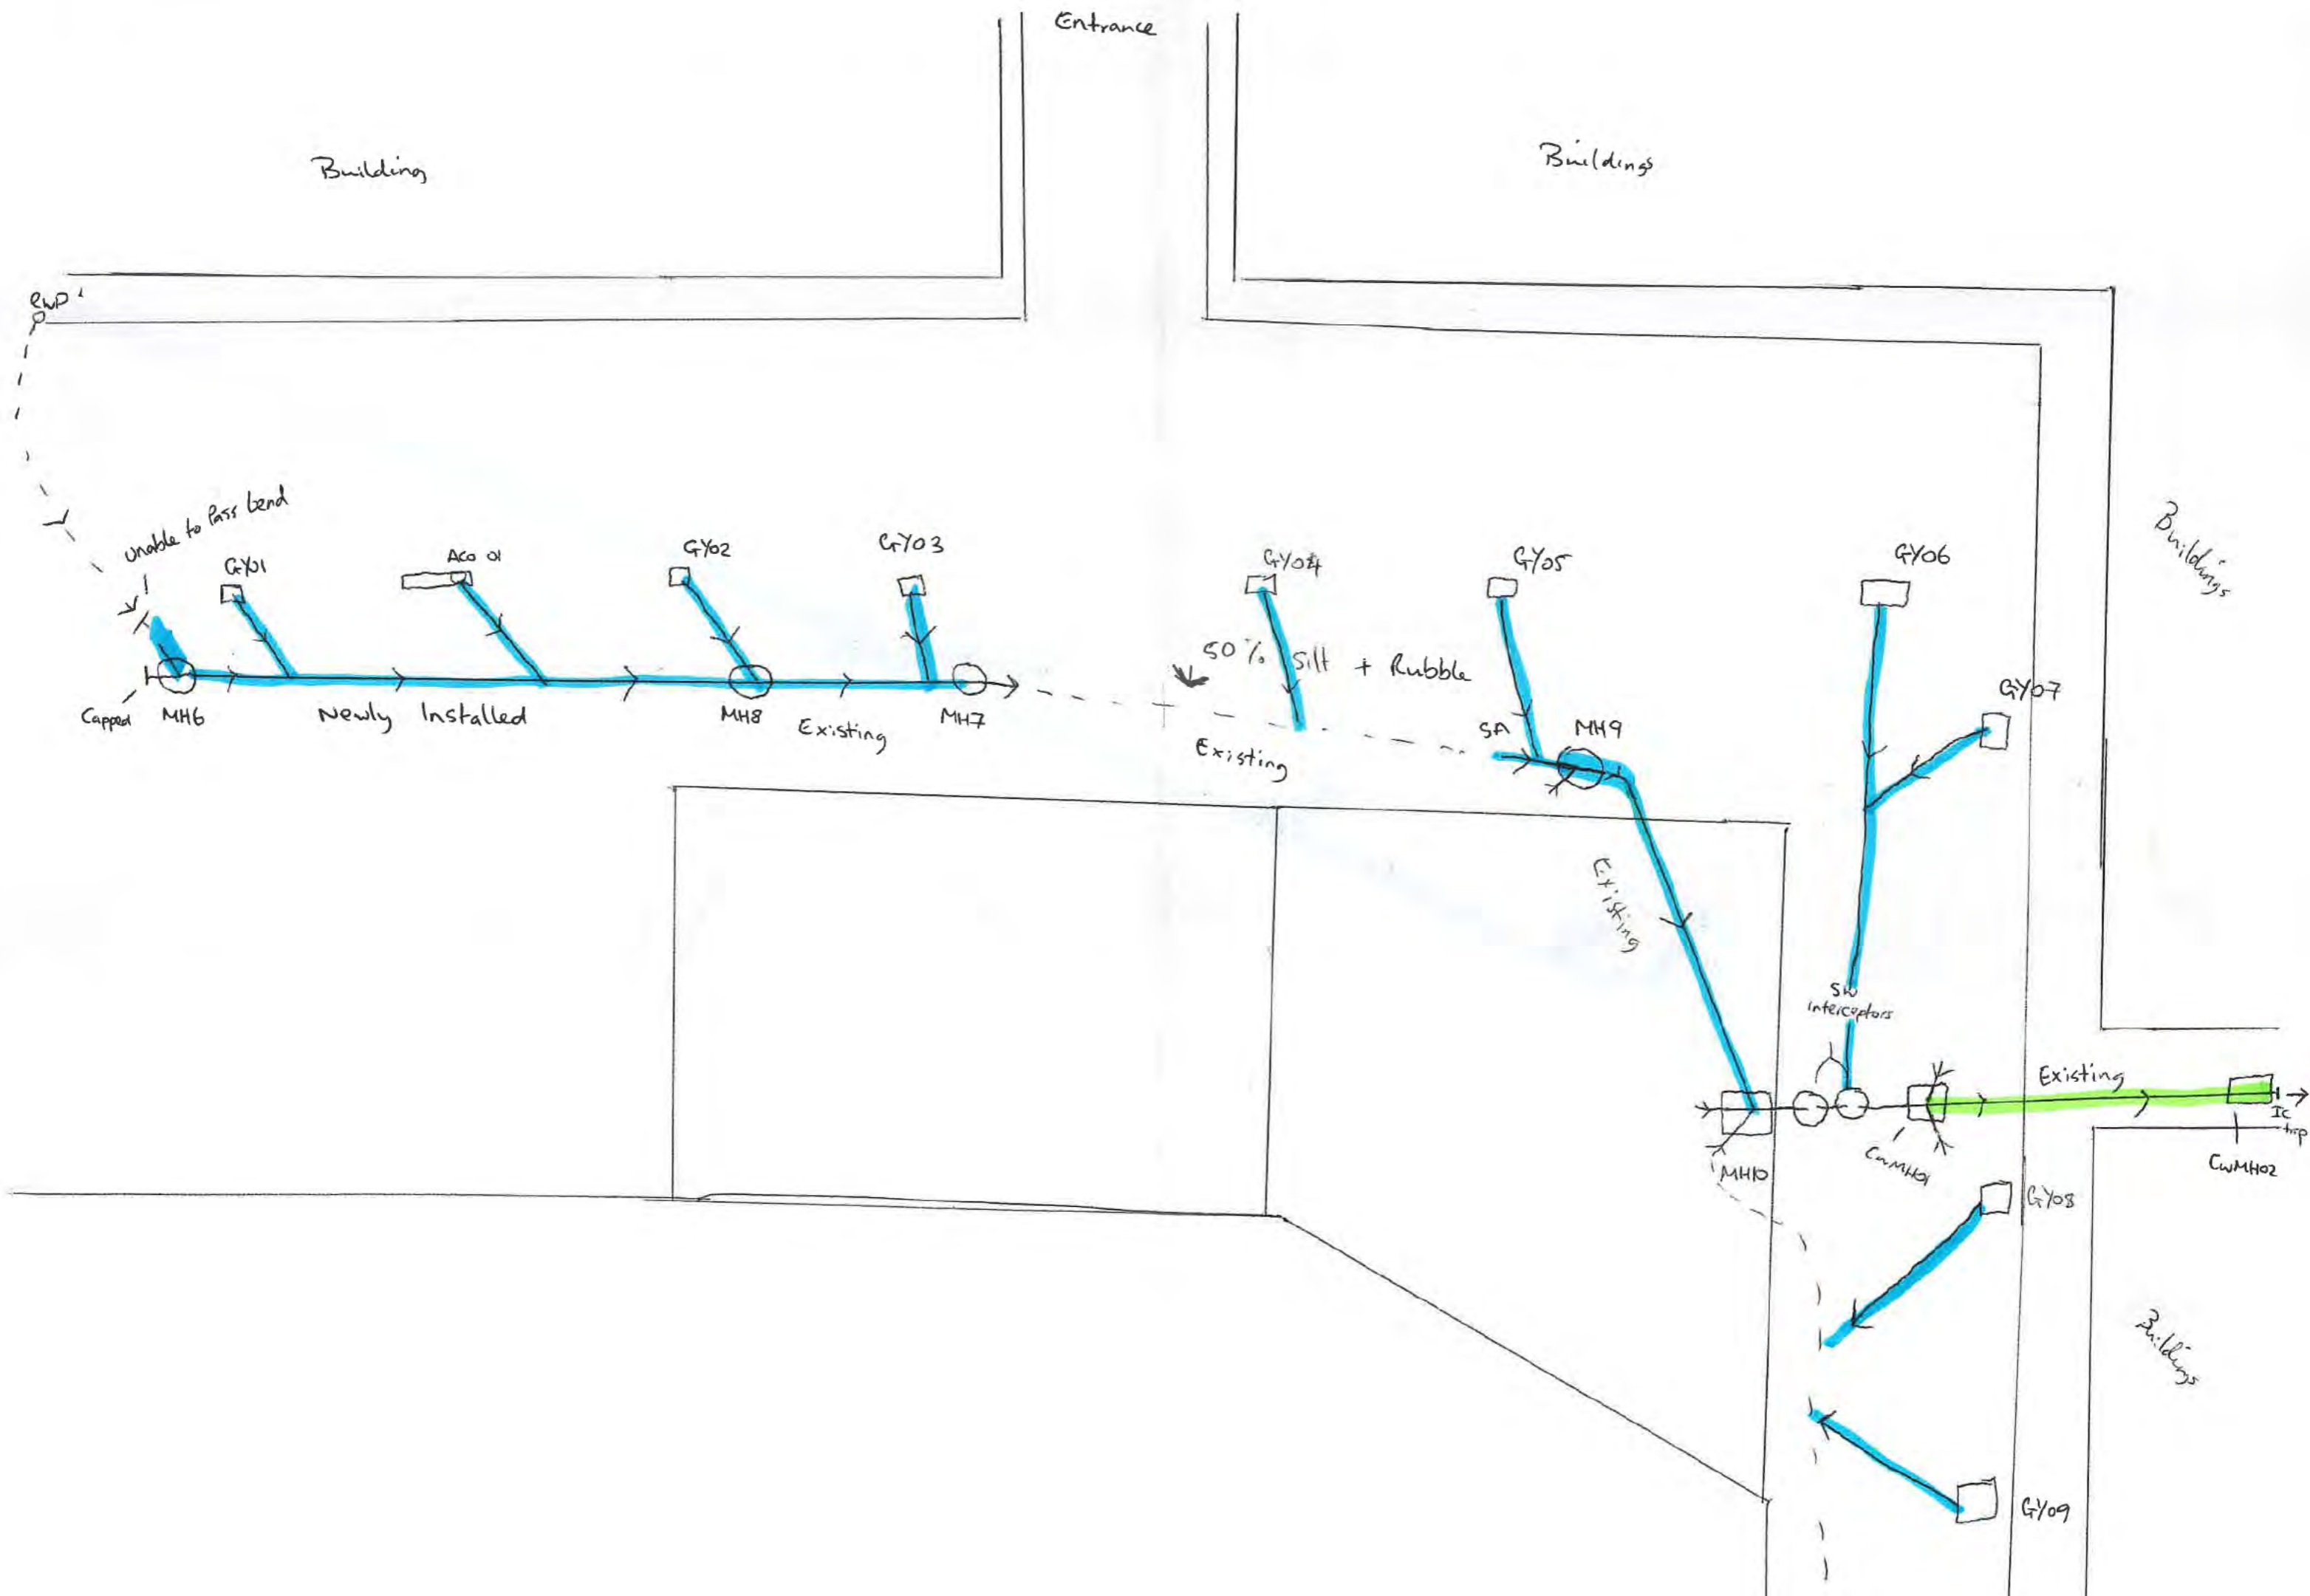 Entrance
Building
Buildings
RWP
Unable to Pass bend
GY01
Aco 01
GY02
GY03
GY04
GY05
GY06
Buildings
50% Silt + Rubble
GY07
Capped
MH6
Newly Installed
MH8
Existing
MH7
Existing
SA
MH9
Existing
SW
interceptors
Existing
IC
trap
MH10
CWMH01
CWMH02
GY08
Buildings
GY09